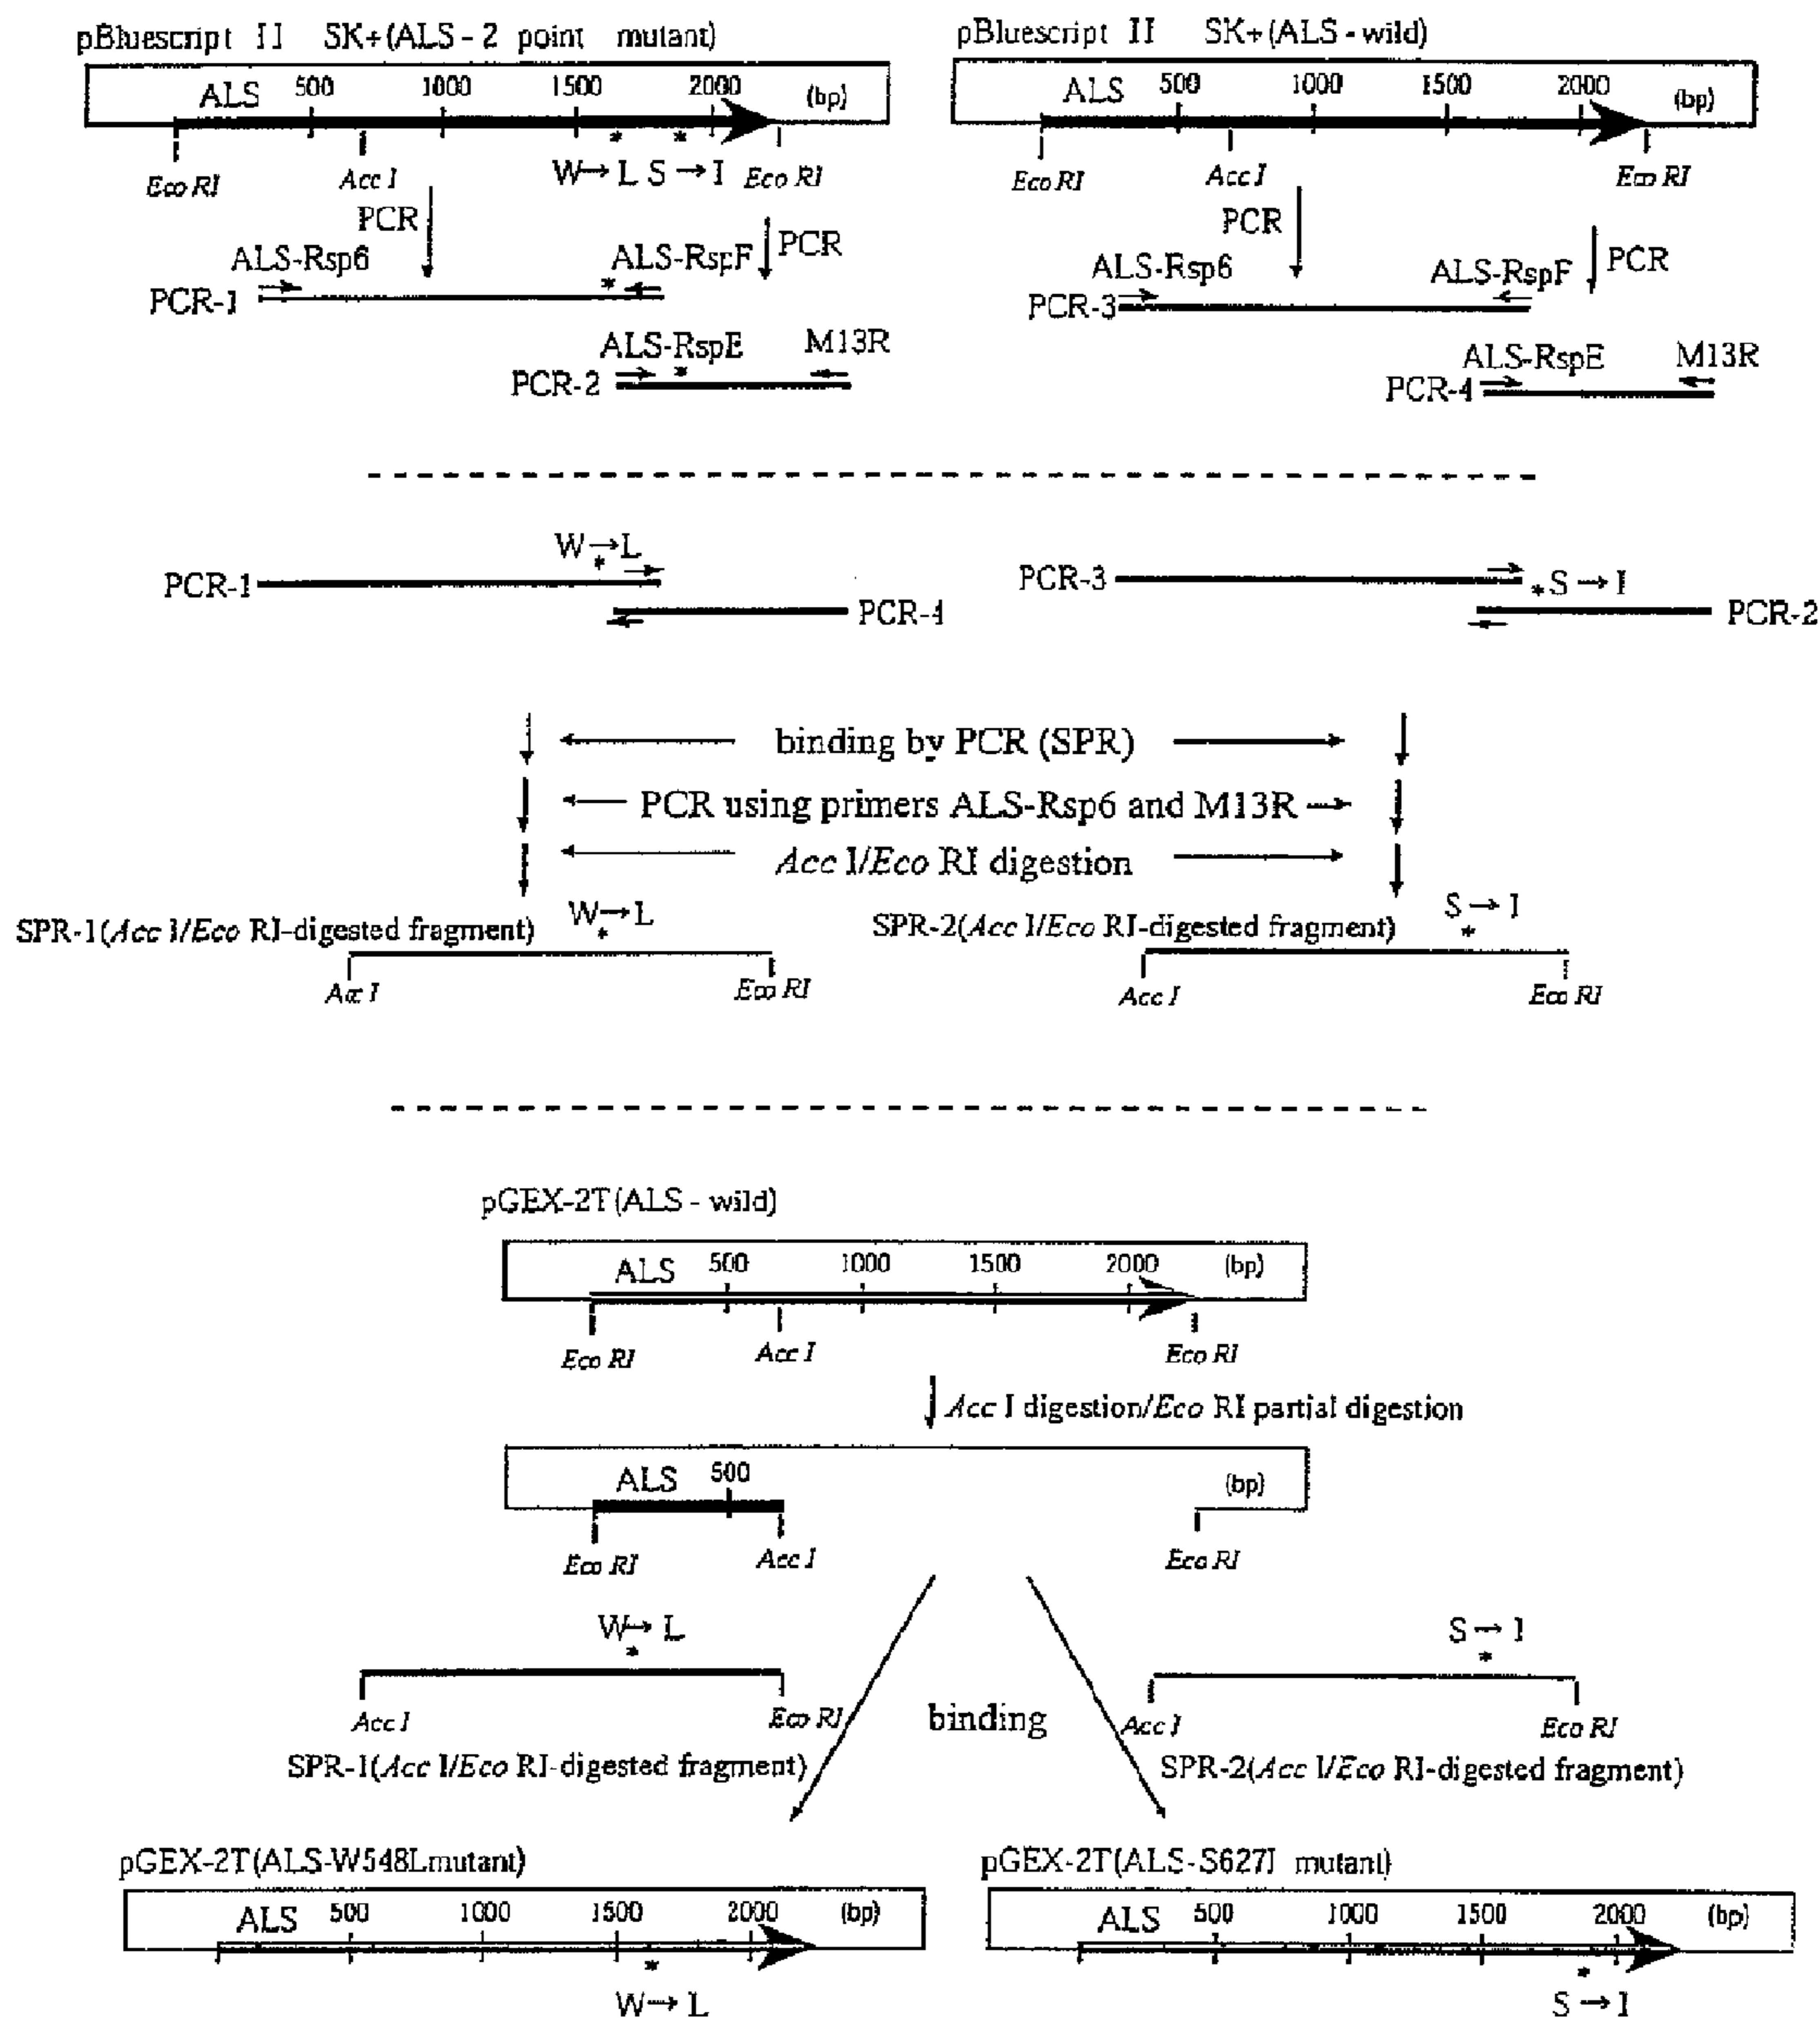 pBluescript II SK+(ALS - 2 point mutant)
ALS 500 1000 1500 2000 (bp)
Eco RI Acc I W→L S→I Eco RI
PCR PCR
ALS-Rsp6 ALS-RspF
PCR-1 *
ALS-RspE M13R
PCR-2 *
pBluescript II SK+(ALS - wild)
ALS 500 1000 1500 2000 (bp)
Eco RI Acc I Eco RI
PCR PCR
ALS-Rsp6 ALS-RspF
PCR-3
ALS-RspE M13R
PCR-4
W→L
*
PCR-1
PCR-4
PCR-3
*S→I
PCR-2
binding by PCR (SPR)
PCR using primers ALS-Rsp6 and M13R
Acc I/Eco RI digestion
SPR-1(Acc I/Eco RI-digested fragment) W→L
*
Acc I Eco RI
SPR-2(Acc I/Eco RI-digested fragment) S→I
*
Acc I Eco RI
pGEX-2T(ALS - wild)
ALS 500 1000 1500 2000 (bp)
Eco RI Acc I Eco RI
Acc I digestion/Eco RI partial digestion
ALS 500 (bp)
Eco RI Acc I Eco RI
W→L
*
Acc I Eco RI
SPR-1(Acc I/Eco RI-digested fragment)
binding
S→I
*
Acc I Eco RI
SPR-2(Acc I/Eco RI-digested fragment)
pGEX-2T(ALS-W548Lmutant)
ALS 500 1000 1500 2000 (bp)
*
W→L
pGEX-2T(ALS-S627I mutant)
ALS 500 1000 1500 2000 (bp)
*
S→I